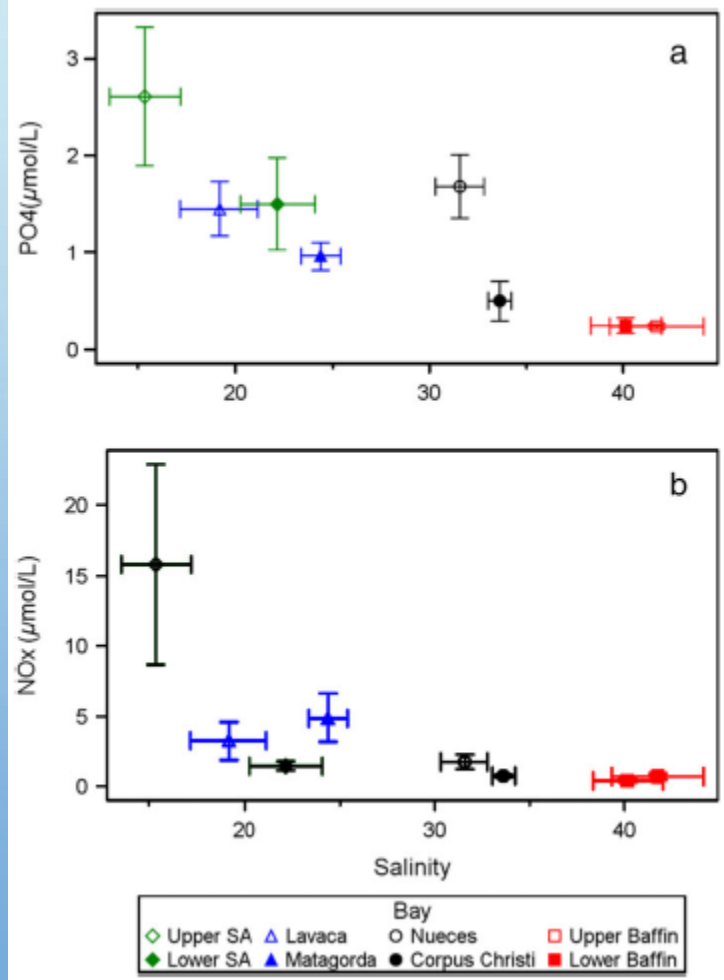 a
3
2
1
0
PO4(µmol/L)
20 30 40
b
20
15
10
5
0
NOx (µmol/L)
20 30 40
Salinity
Bay
Upper SA Lavaca Nueces Upper Baffin
Lower SA Matagorda Corpus Christi Lower Baffin